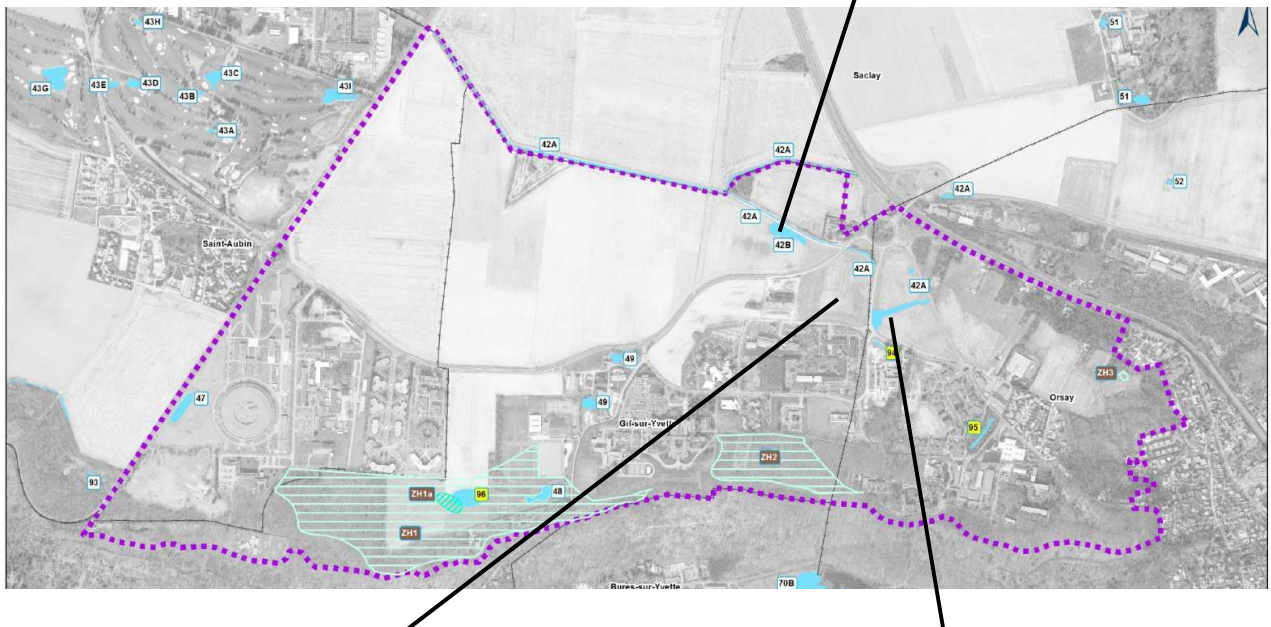 43H
51
43G
43E
43D
43C
43B
43I
43A
Saclay
51
42A
42A
52
42A
42A
42B
Saint-Aubin
42A
42A
94
49
ZH3
47
49
Orsay
Gif-sur-Yvette
95
ZH2
93
ZH1a
96
48
ZH1
Bures-sur-Yvette
70B